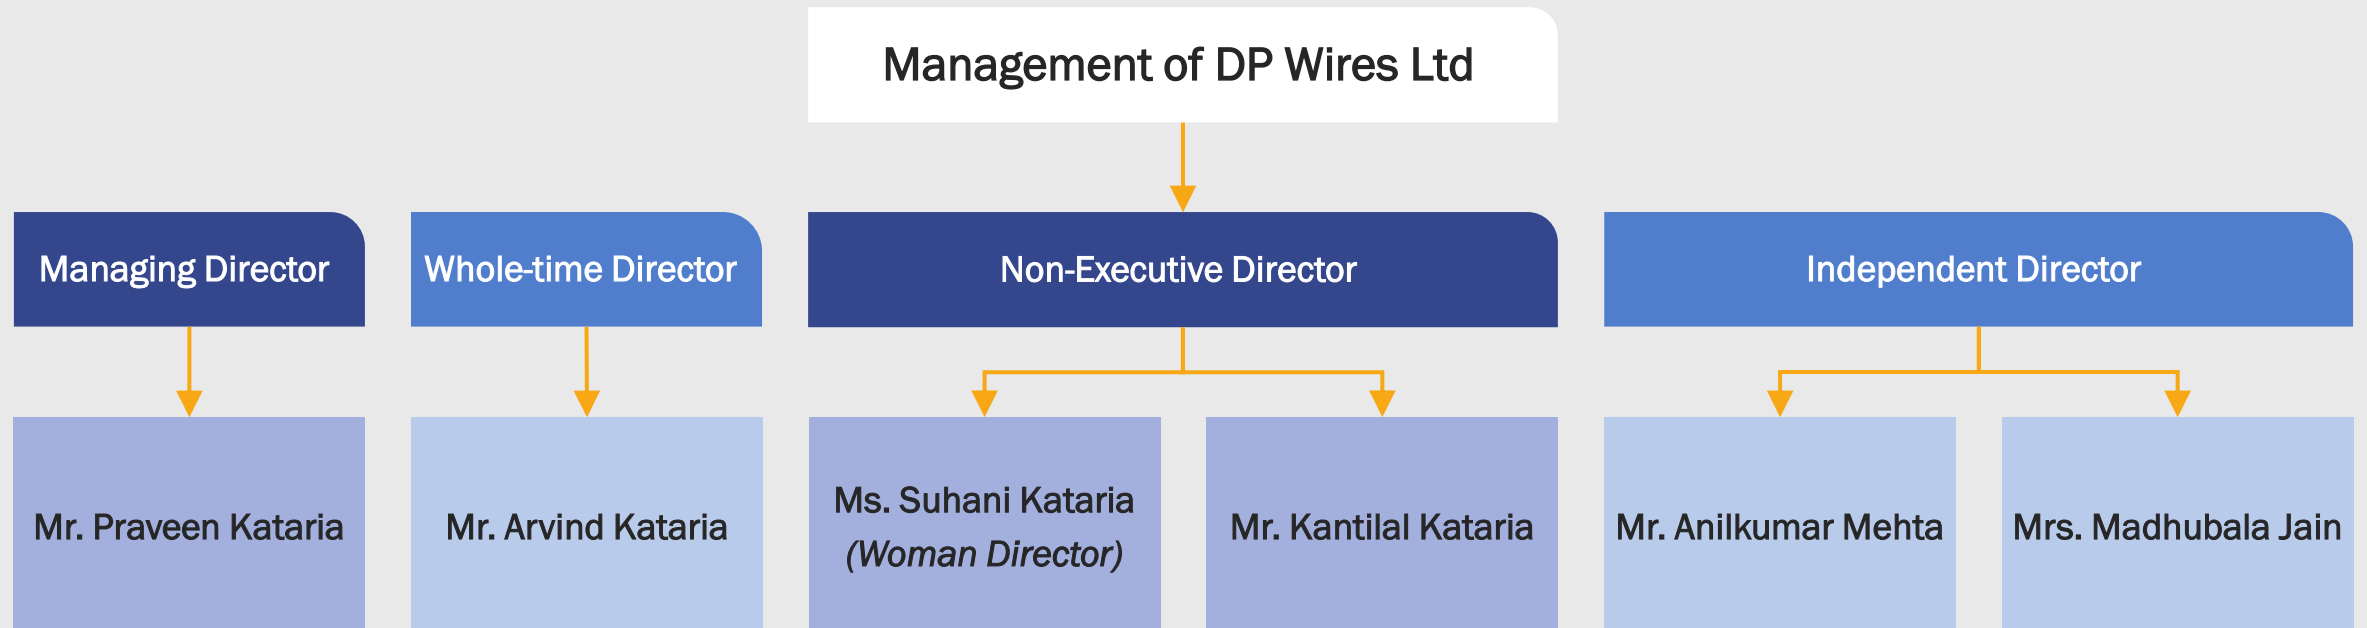 Management of DP Wires Ltd
Managing Director
Whole-time Director
Non-Executive Director
Independent Director
Mr. Praveen Kataria
Mr. Arvind Kataria
Ms. Suhani Kataria
(Woman Director)
Mr. Kantilal Kataria
Mr. Anilkumar Mehta
Mrs. Madhubala Jain